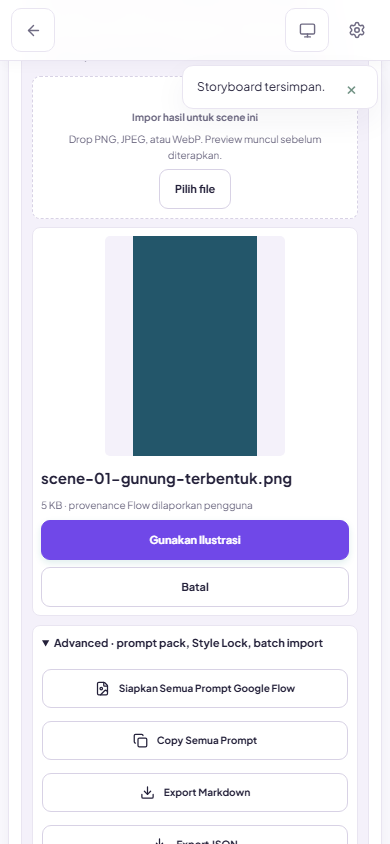 Storyboard tersimpan.
Impor hasil untuk scene ini
Drop PNG, JPEG, atau WebP. Preview muncul sebelum
diterapkan.
Pilih file
scene-01-gunung-terbentuk.png
5 KB · provenance Flow dilaporkan pengguna
Gunakan Ilustrasi
Batal
Advanced · prompt pack, Style Lock, batch import
Siapkan Semua Prompt Google Flow
Copy Semua Prompt
Export Markdown
Export JSON